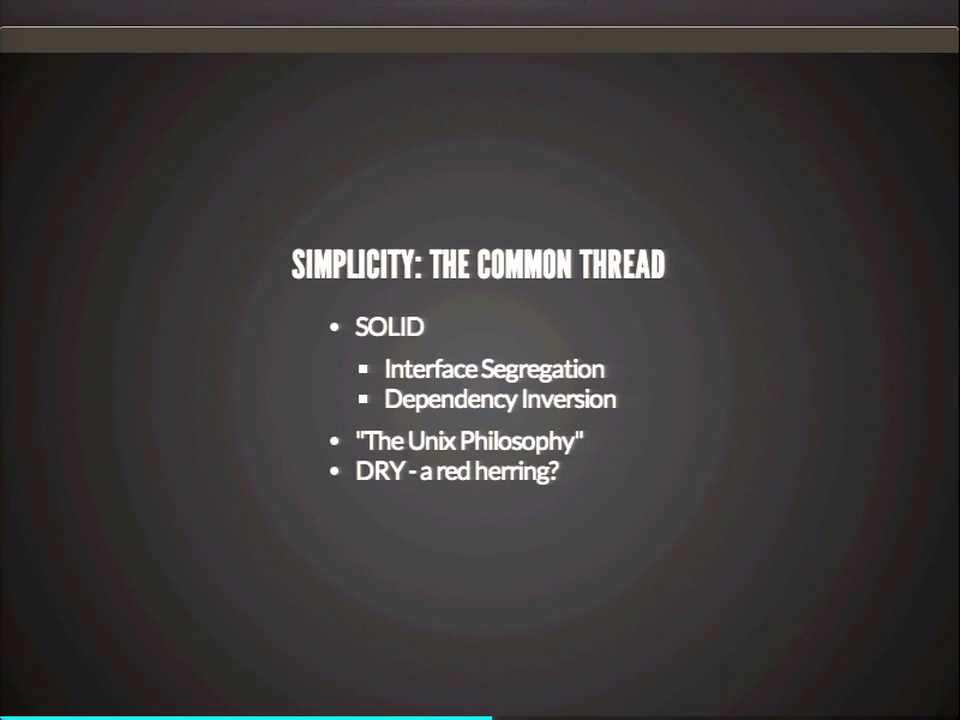 SIMPLICITY: THE COMMON THREAD
• SOLID
▪ Interface Segregation
▪ Dependency Inversion
• "The Unix Philosophy"
• DRY - a red herring?